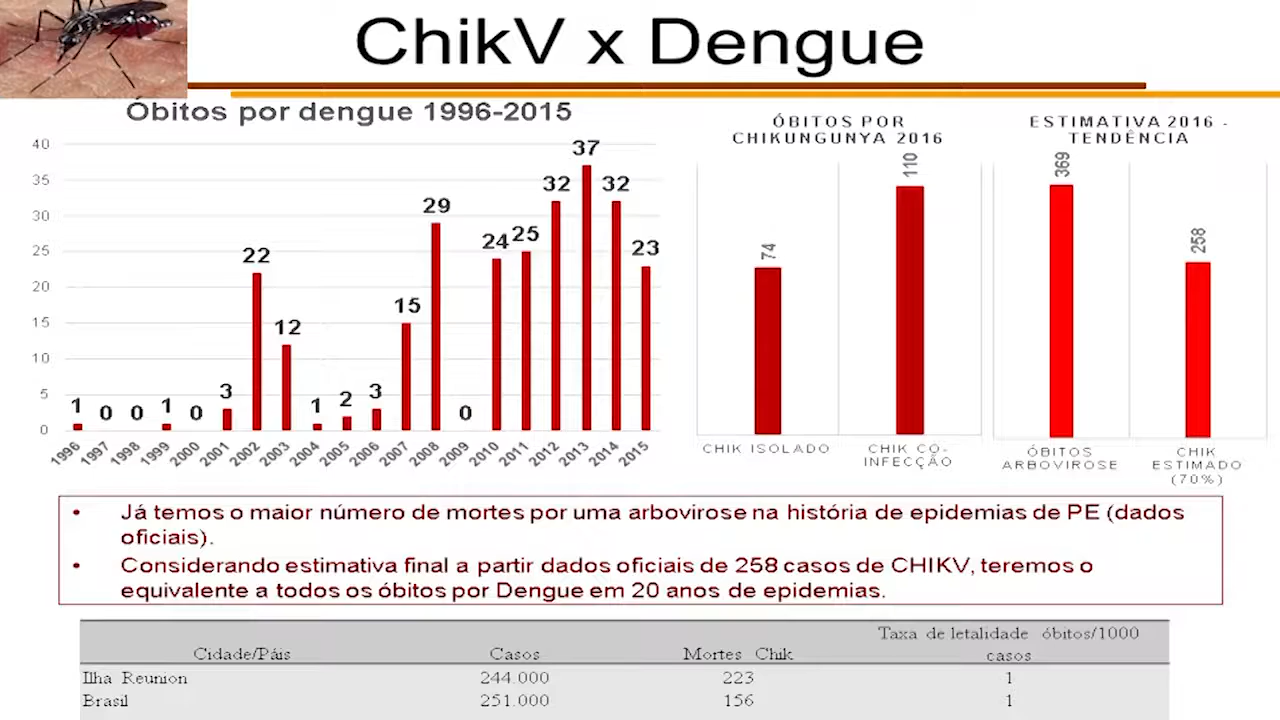 ChikV x Dengue
Óbitos por dengue 1996-2015
40
35
30
25
20
15
10
5
0
1
0
0
1
0
3
22
12
1
2
3
15
29
0
24
25
32
37
32
23
1996
1997
1998
1999
2000
2001
2002
2003
2004
2005
2006
2007
2008
2009
2010
2011
2012
2013
2014
2015
ÓBITOS POR
CHIKUNGUNYA 2016
74
110
CHIK ISOLADO
CHIK CO-
INFECÇÃO
ESTIMATIVA 2016 -
TENDÊNCIA
369
258
ÓBITOS
ARBOVIROSE
CHIK
ESTIMADO
(70%)
• Já temos o maior número de mortes por uma arbovirose na história de epidemias de PE (dados
oficiais).
• Considerando estimativa final a partir dados oficiais de 258 casos de CHIKV, teremos o
equivalente a todos os óbitos por Dengue em 20 anos de epidemias.
Cidade/Páis Casos Mortes Chik Taxa de letalidade óbitos/1000
casos
Ilha Reunion 244.000 223 1
Brasil 251.000 156 1